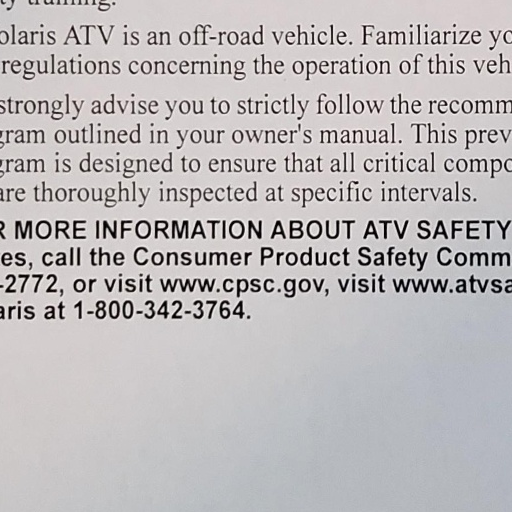 training.
olaris ATV is an off-road vehicle. Familiarize yo
regulations concerning the operation of this veh
strongly advise you to strictly follow the recomm
gram outlined in your owner's manual. This prev
gram is designed to ensure that all critical compo
are thoroughly inspected at specific intervals.
R MORE INFORMATION ABOUT ATV SAFETY
es, call the Consumer Product Safety Comm
-2772, or visit www.cpsc.gov, visit www.atvsa
aris at 1-800-342-3764.